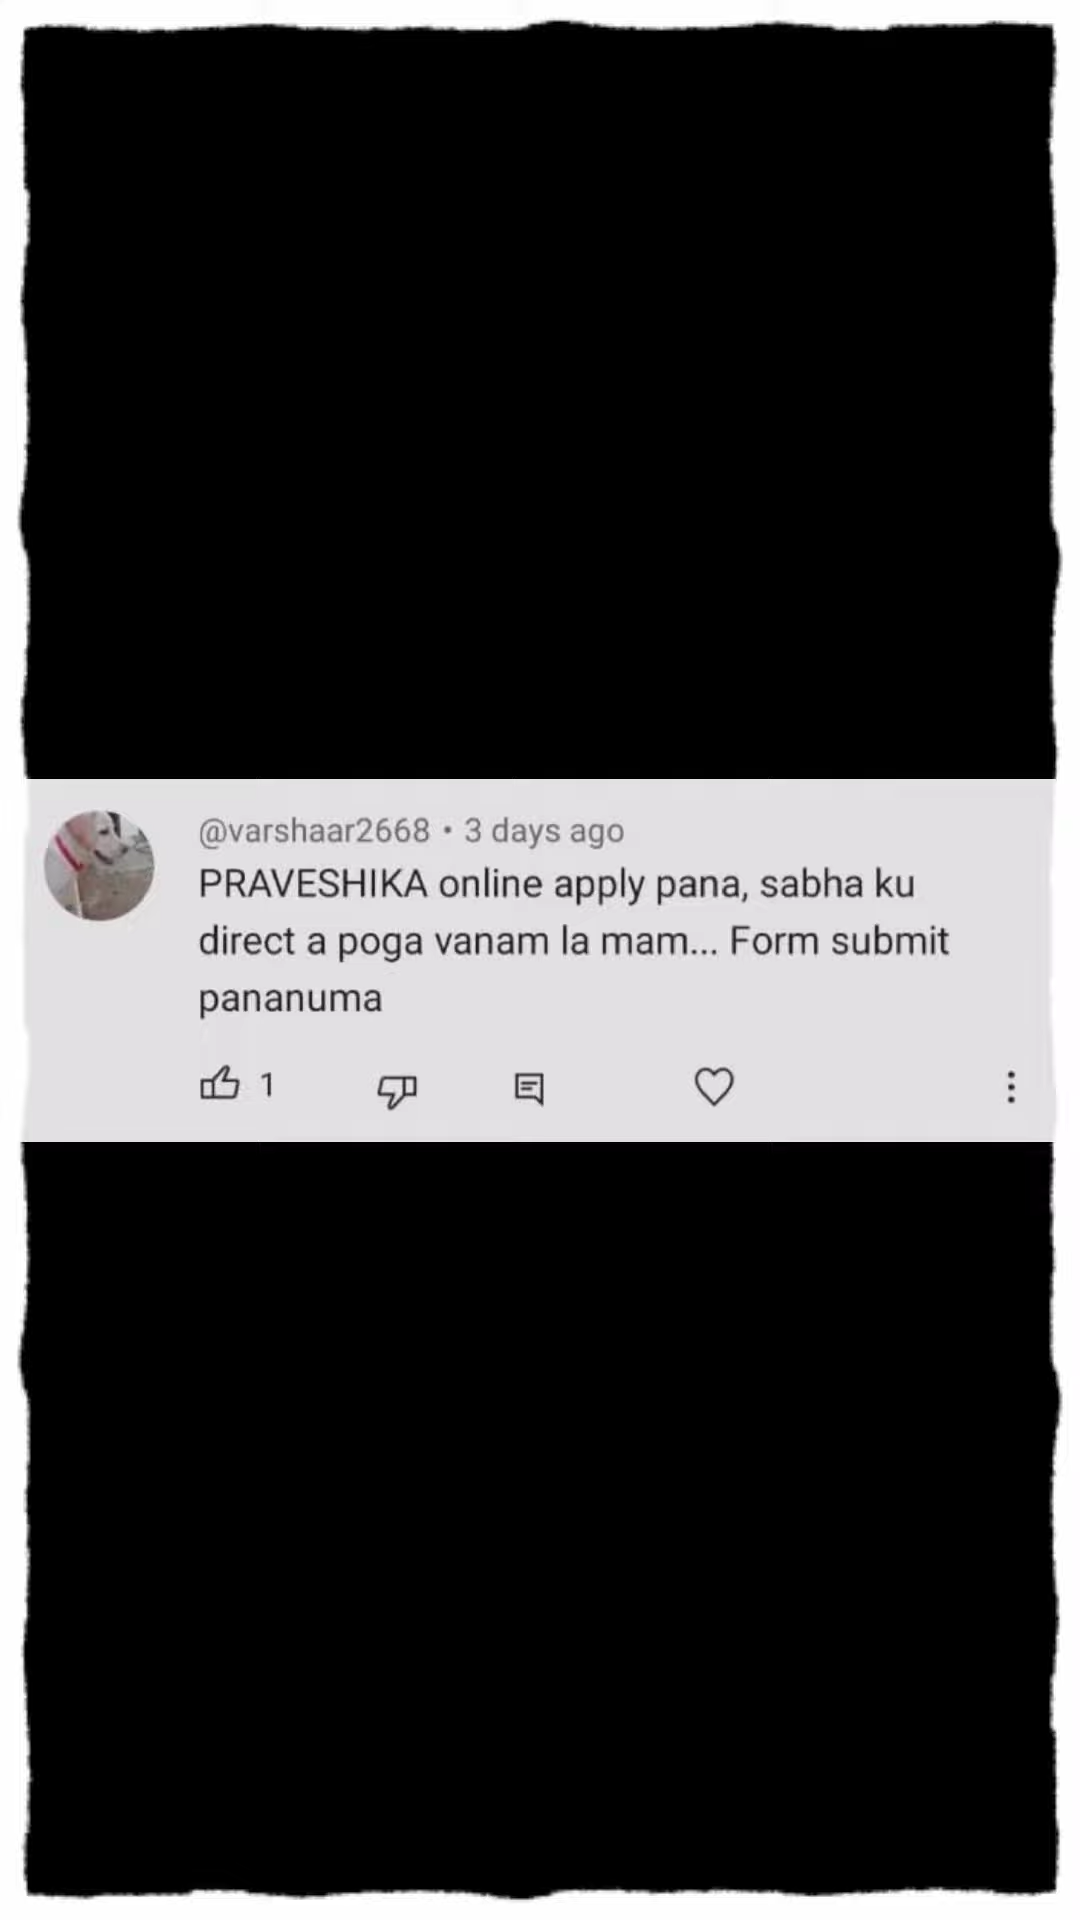 @varshaar2668 • 3 days ago
PRAVESHIKA online apply pana, sabha ku
direct a poga vanam la mam... Form submit
pananuma
1